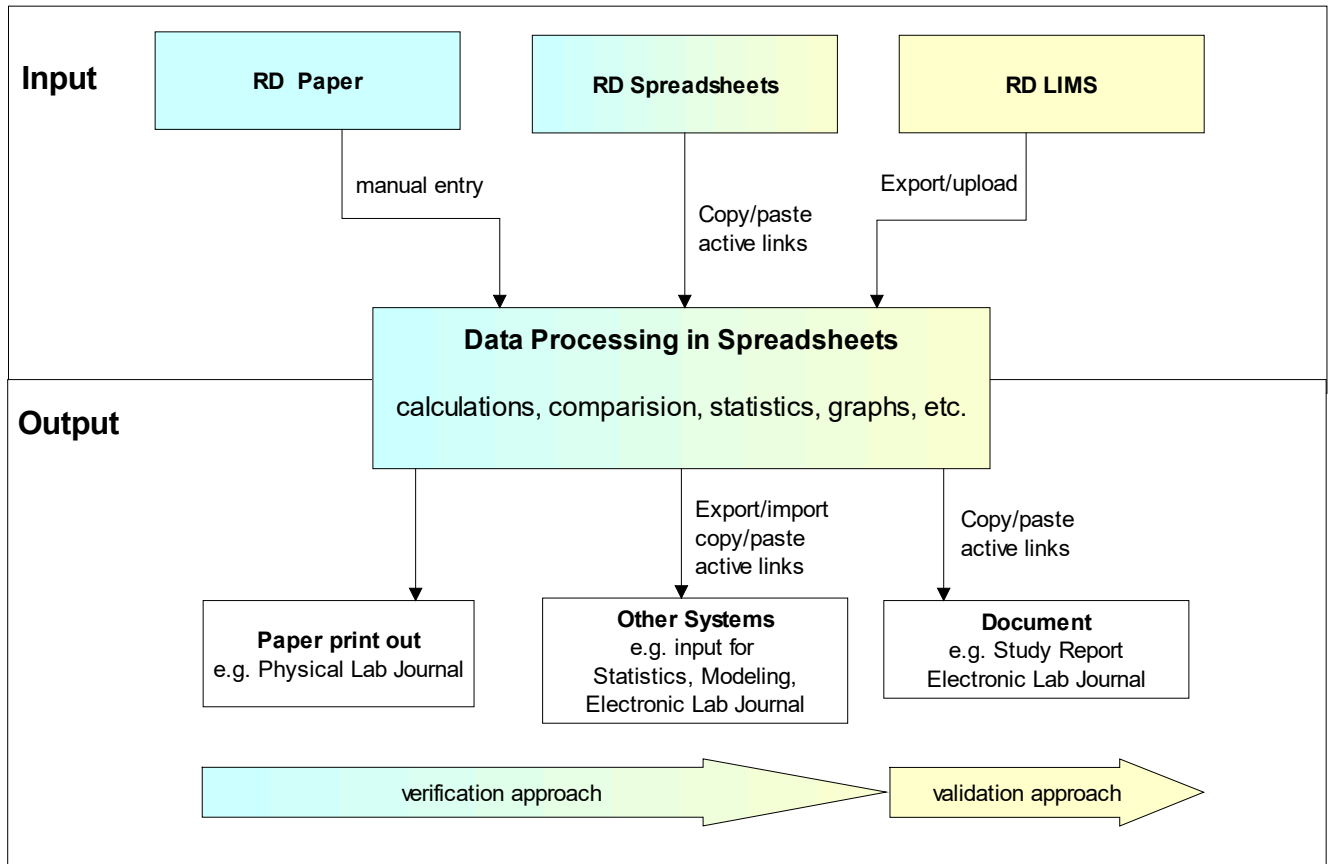 Input
RD Paper
RD Spreadsheets
RD LIMS
manual entry
Copy/paste
active links
Export/upload
Data Processing in Spreadsheets
calculations, comparision, statistics, graphs, etc.
Output
Export/import
copy/paste
active links
Copy/paste
active links
Paper print out
e.g. Physical Lab Journal
Other Systems
e.g. input for
Statistics, Modeling,
Electronic Lab Journal
Document
e.g. Study Report
Electronic Lab Journal
verification approach
validation approach